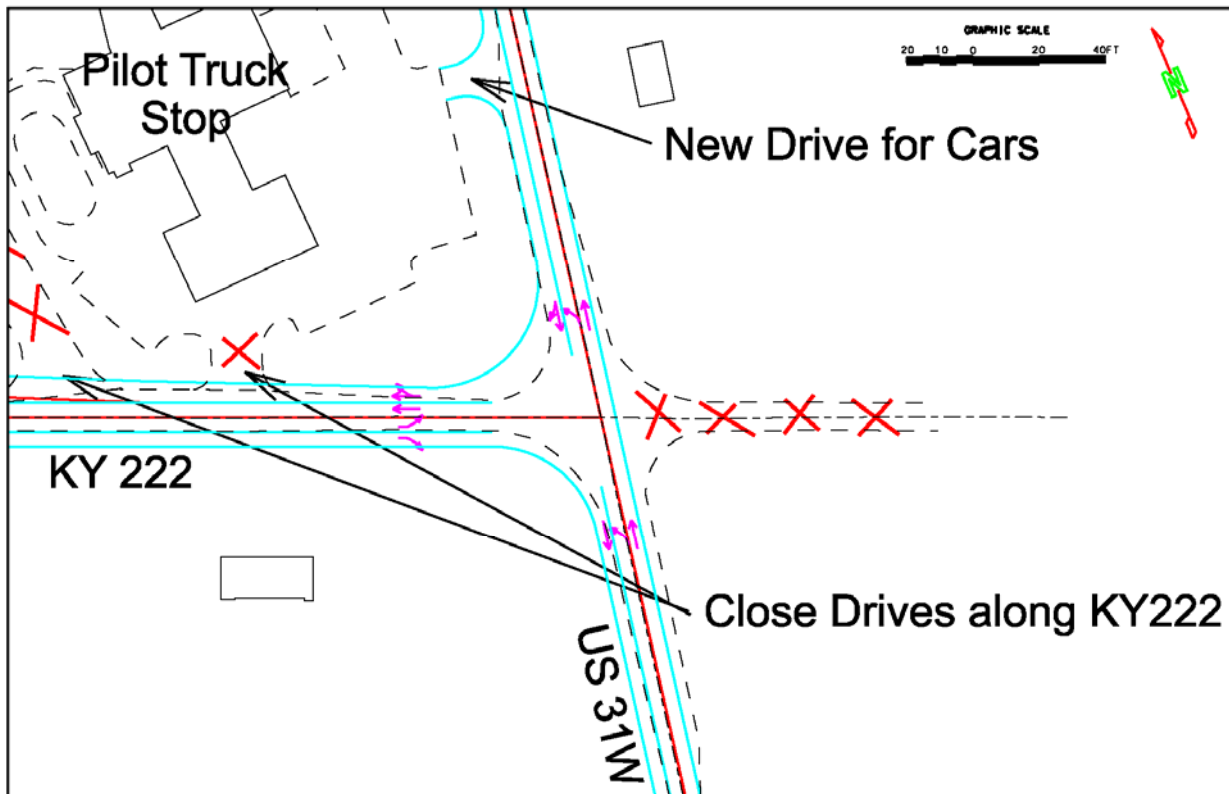 Pilot Truck
Stop
GRAPHIC SCALE
20 10 0 20 40FT
N
New Drive for Cars
KY 222
Close Drives along KY222
US 31W